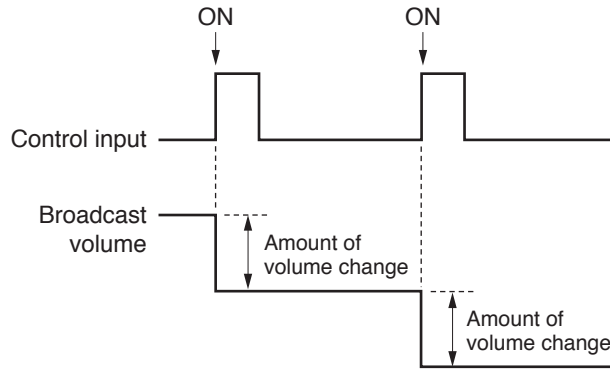 ON
ON
Control input
Broadcast
volume
Amount of
volume change
Amount of
volume change